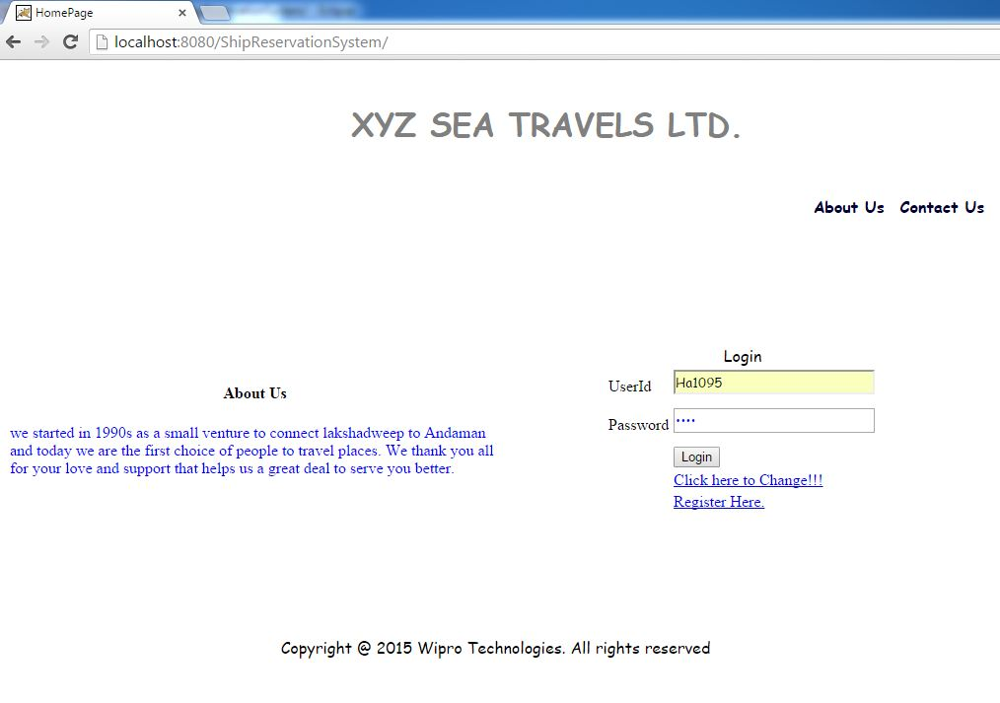 HomePage
localhost:8080/ShipReservationSystem/
XYZ SEA TRAVELS LTD.
About Us Contact Us
Login
UserId Ha1095
About Us
Password ••••
we started in 1990s as a small venture to connect lakshadweep to Andaman
and today we are the first choice of people to travel places. We thank you all
for your love and support that helps us a great deal to serve you better.
Login
Click here to Change!!!
Register Here.
Copyright @ 2015 Wipro Technologies. All rights reserved